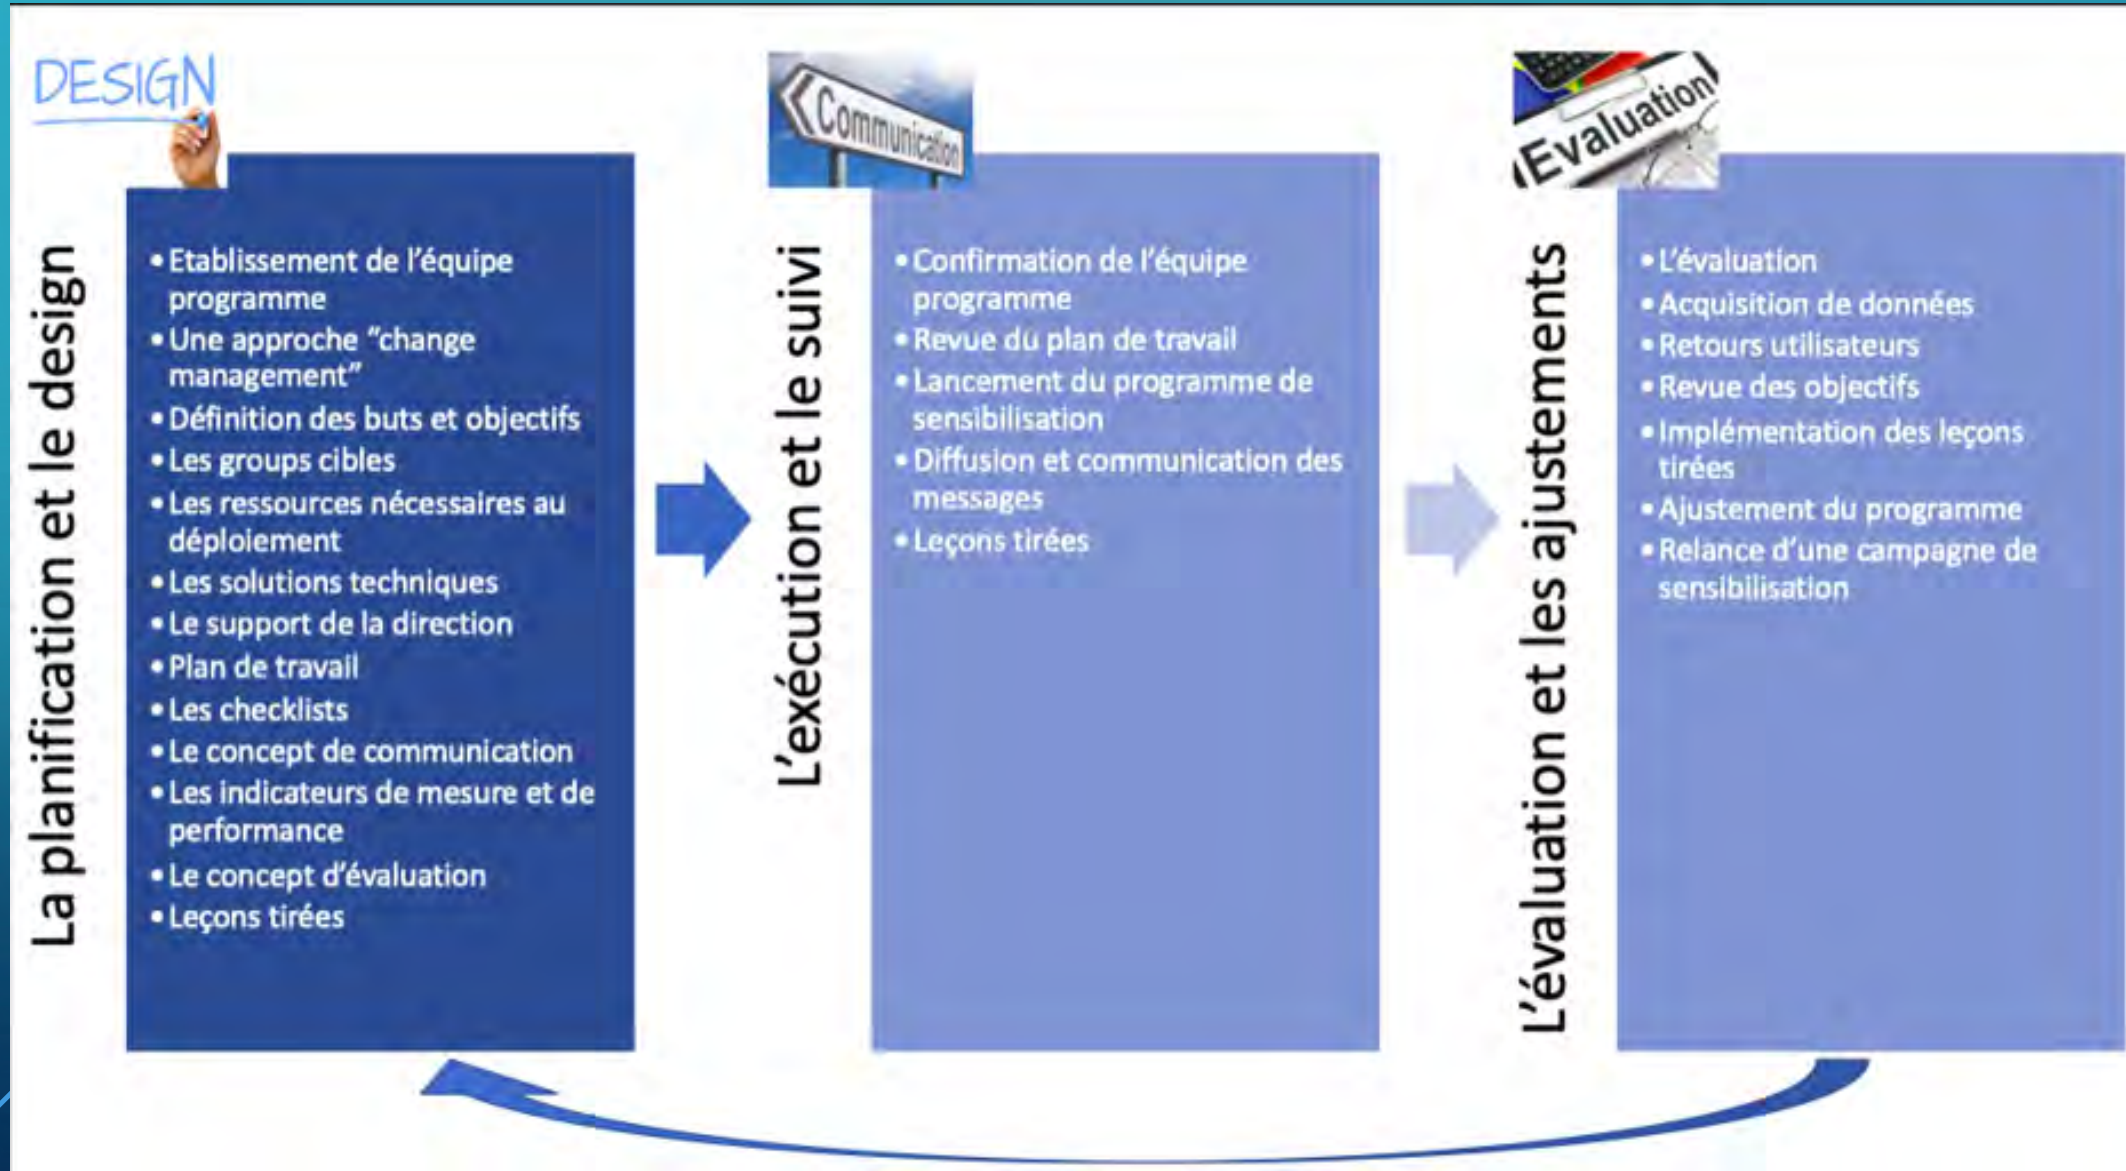 DESIGN
La planification et le design
• Etablissement de l'équipe
programme
• Une approche "change
management"
• Définition des buts et objectifs
• Les groups cibles
• Les ressources nécessaires au
déploiement
• Les solutions techniques
• Le support de la direction
• Plan de travail
• Les checklists
• Le concept de communication
• Les indicateurs de mesure et de
performance
• Le concept d'évaluation
• Leçons tirées
Communication
L'exécution et le suivi
• Confirmation de l'équipe
programme
• Revue du plan de travail
• Lancement du programme de
sensibilisation
• Diffusion et communication des
messages
• Leçons tirées
Evaluation
L'évaluation et les ajustements
• L'évaluation
• Acquisition de données
• Retours utilisateurs
• Revue des objectifs
• Implémentation des leçons
tirées
• Ajustement du programme
• Relance d'une campagne de
sensibilisation